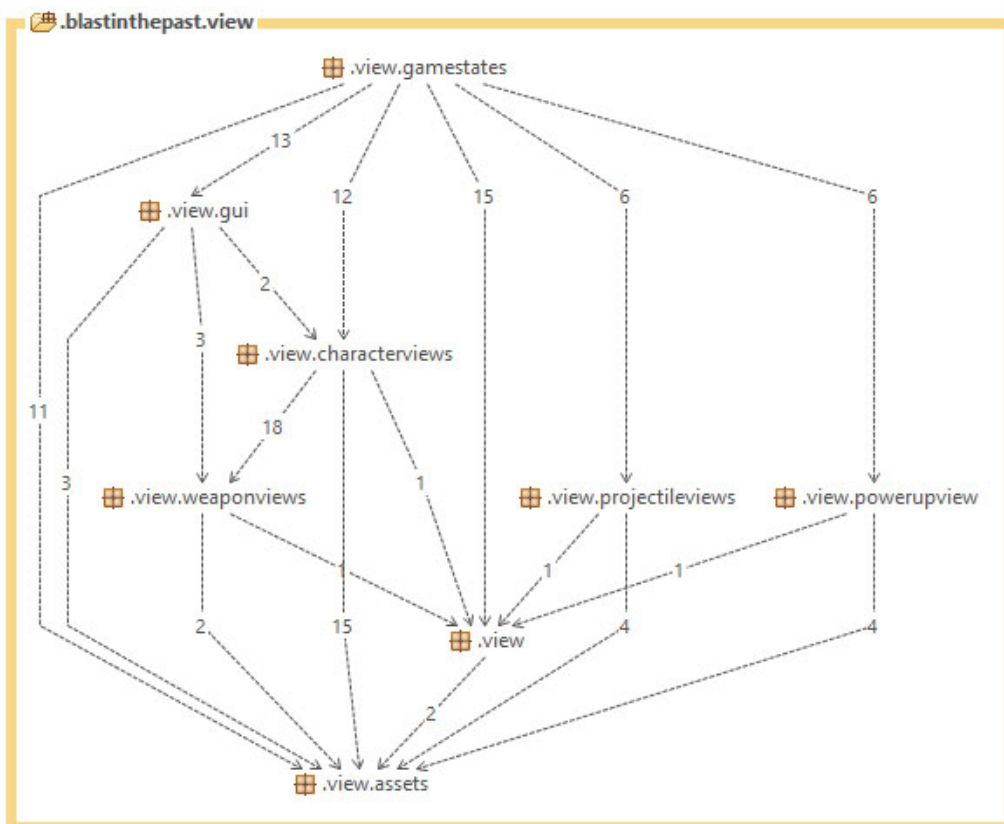 .blastinthepast.view
.view.gamestates
13
12
15
6
6
.view.gui
2
3
.view.characterviews
11
18
3
1
.view.weaponviews
.view.projectileviews
.view.powerupview
1
1
1
2
15
4
4
.view
2
.view.assets